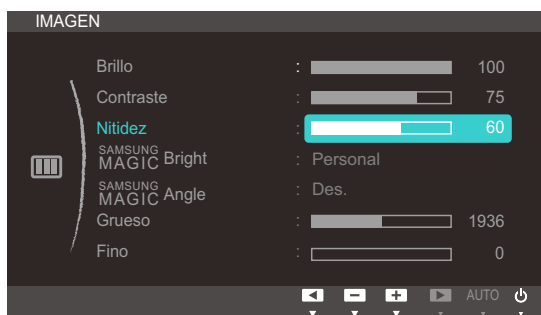 IMAGEN
Brillo : 100
Contraste : 75
Nitidez : 60
SAMSUNG
MAGIC Bright : Personal
SAMSUNG
MAGIC Angle : Des.
Grueso : 1936
Fino : 0
AUTO